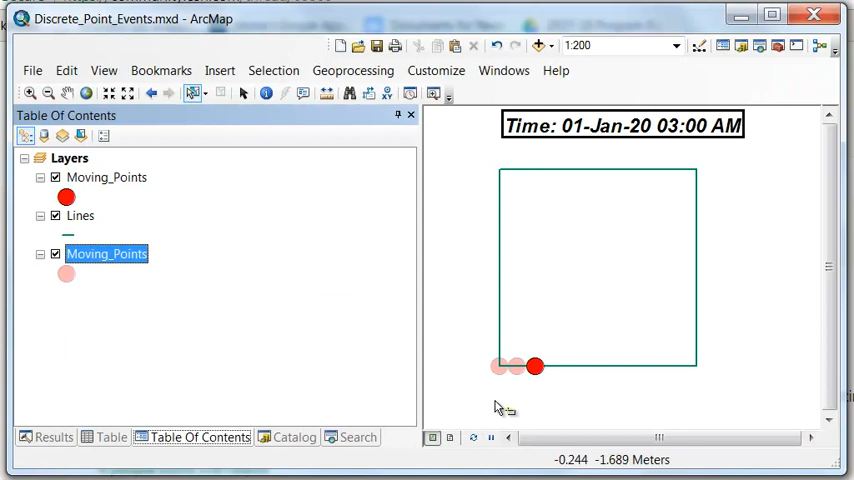 Discrete_Point_Events.mxd - ArcMap
1:200
File Edit View Bookmarks Insert Selection Geoprocessing Customize Windows Help
Table Of Contents
Time: 01-Jan-20 03:00 AM
Layers
Moving_Points
Lines
Moving_Points
Results Table Table Of Contents Catalog Search
-0.244 -1.689 Meters